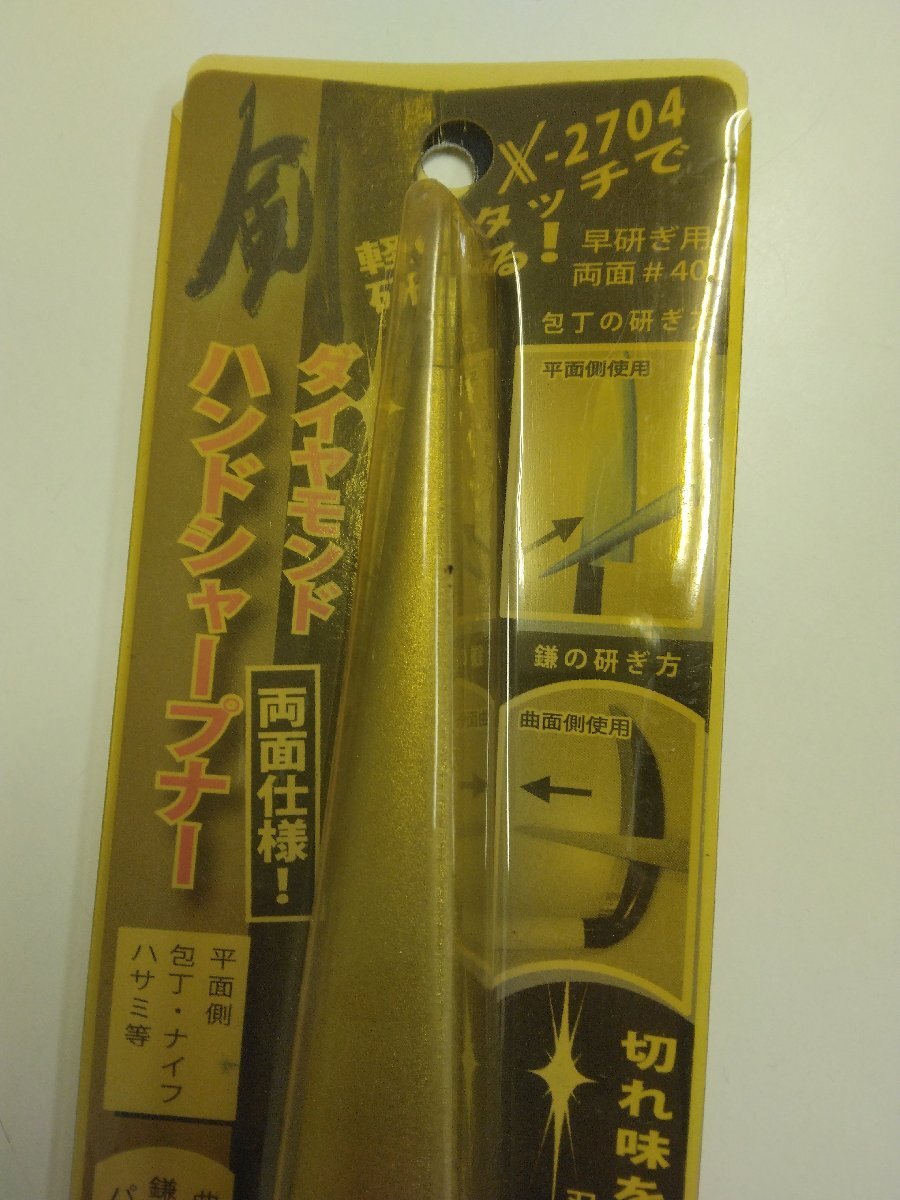 X-2704
タッチで
る!
早研ぎ用
両面#40
包丁の研ぎ方
平面側使用
ダイヤモンド
ハンドシャープナー
両面仕様!
鎌の研ぎ方
曲面側使用
平面側
包丁・ナイフ
ハサミ等
切れ味を
鎌